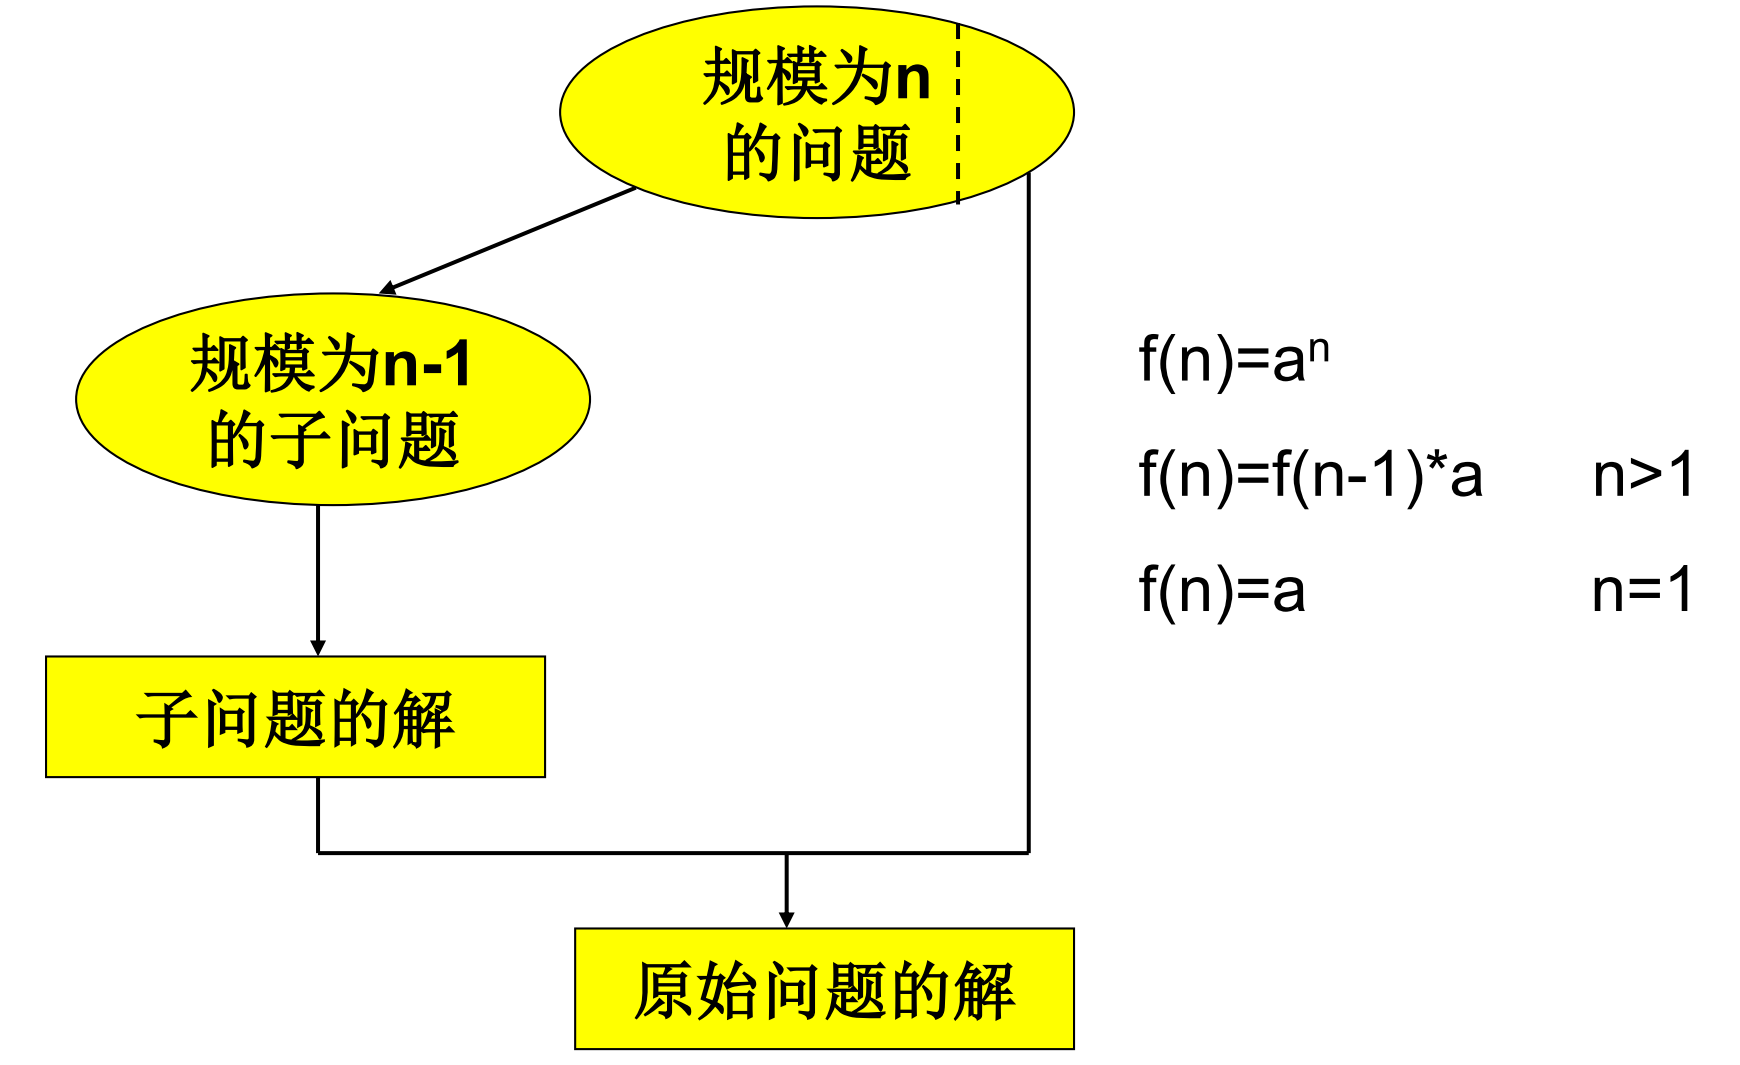 规模为n
的问题
规模为n-1
的子问题
子问题的解
原始问题的解
f(n)=aⁿ
f(n)=f(n-1)*a n>1
f(n)=a n=1